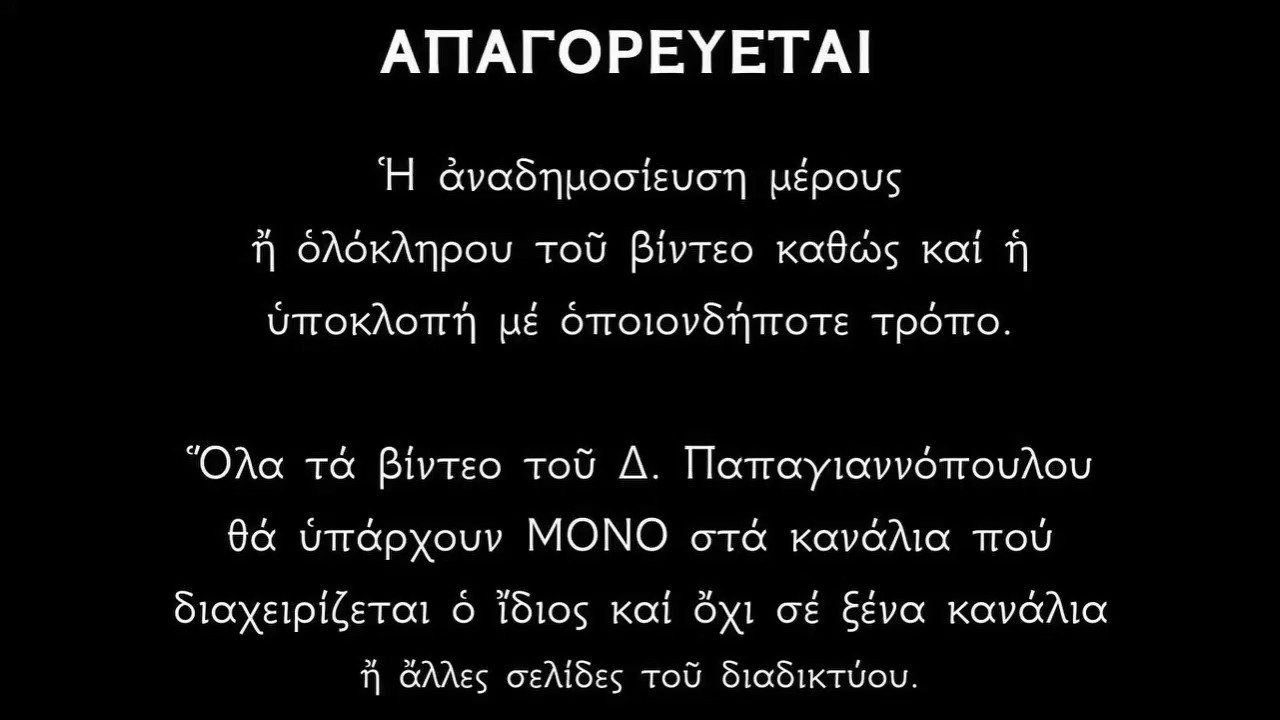 ΑΠΑΓΟΡΕΥΕΤΑΙ
Ἡ ἀναδημοσίευση μέρους
ἤ ὁλόκληρου τοῦ βίντεο καθώς καί ἡ
ὑποκλοπή μέ ὁποιονδήποτε τρόπο.
Ὅλα τά βίντεο τοῦ Δ. Παπαγιαννόπουλου
θά ὑπάρχουν ΜΟΝΟ στά κανάλια πού
διαχειρίζεται ὁ ἴδιος καί ὄχι σέ ξένα κανάλια
ἤ ἄλλες σελίδες τοῦ διαδικτύου.